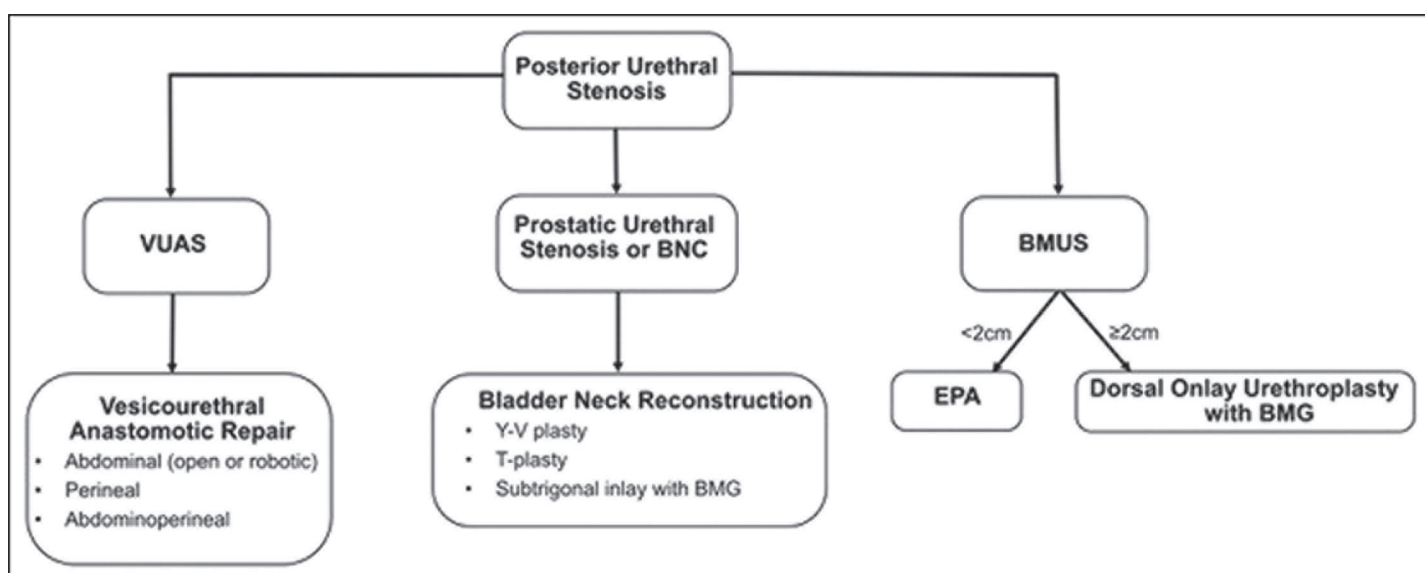 Posterior Urethral
Stenosis
VUAS
Prostatic Urethral
Stenosis or BNC
BMUS
<2cm
≥2cm
Vesicourethral
Anastomotic Repair
• Abdominal (open or robotic)
• Perineal
• Abdominoperineal
Bladder Neck Reconstruction
• Y-V plasty
• T-plasty
• Subtrigonal inlay with BMG
EPA
Dorsal Onlay Urethroplasty
with BMG